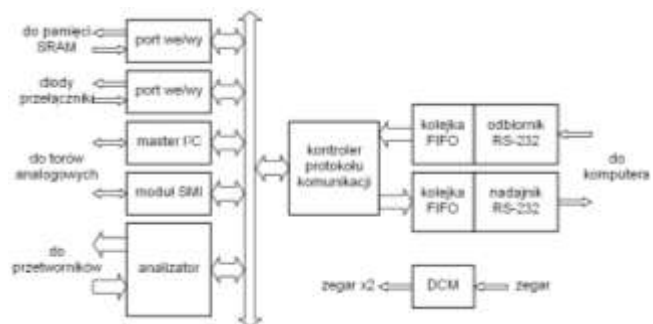 do pamięci
SRAM
port we/wy
diody
przełączniki
port we/wy
master I²C
do torów
analogowych
moduł SMI
do
przetworników
analizator
kontroler
protokołu
komunikacji
kolejka
FIFO
odbiornik
RS-232
kolejka
FIFO
nadajnik
RS-232
do
komputera
zegar x2
DCM
zegar